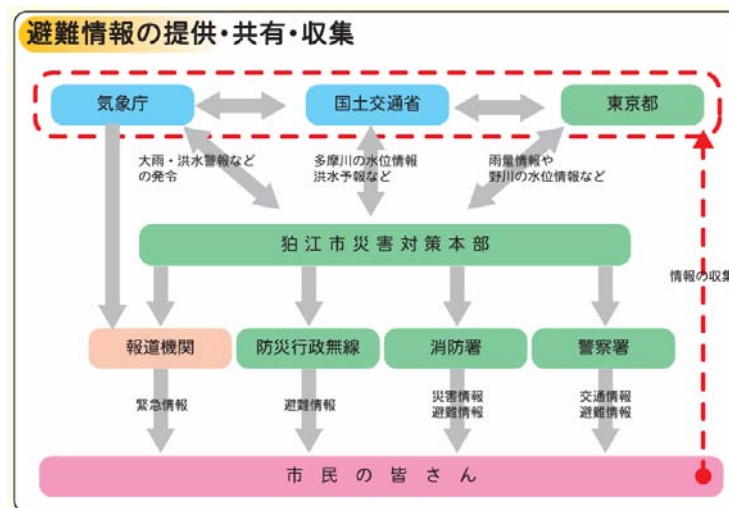 避難情報の提供・共有・収集
気象庁
国土交通省
東京都
大雨・洪水警報など
の発令
多摩川の水位情報
洪水予報など
雨量情報や
野川の水位情報など
狛江市災害対策本部
情報の収集
報道機関
防災行政無線
消防署
警察署
緊急情報
避難情報
災害情報
避難情報
交通情報
避難情報
市民の皆さん